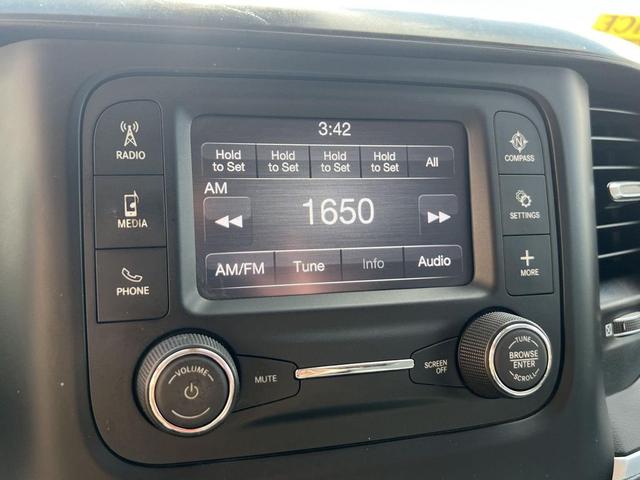 3:42
Hold to Set
Hold to Set
Hold to Set
Hold to Set
All
AM
1650
AM/FM
Tune
Info
Audio
RADIO
MEDIA
PHONE
N
COMPASS
SETTINGS
MORE
VOLUME
MUTE
SCREEN
OFF
TUNE
BROWSE
ENTER
SCROLL